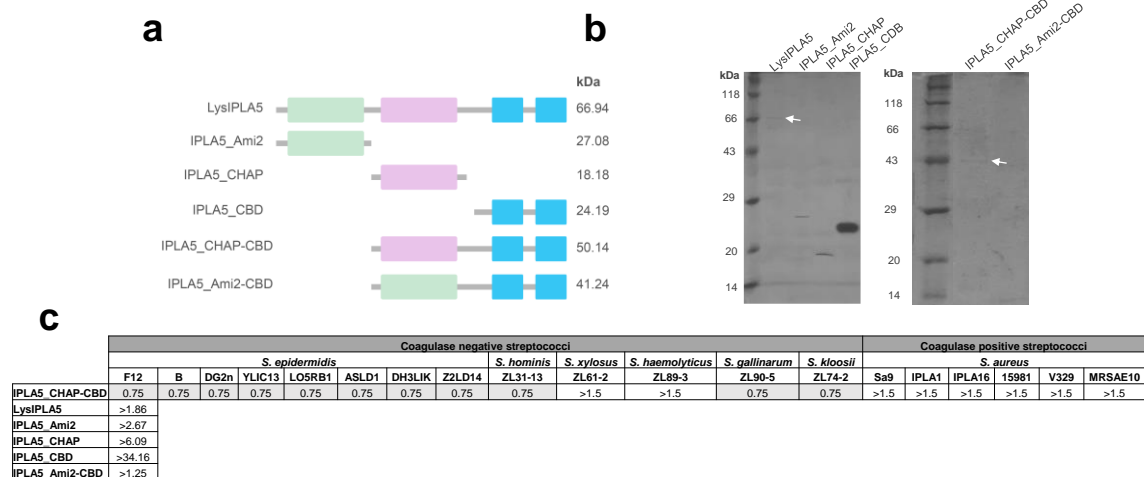 a
kDa
LysIPLA5 66.94
IPLA5_Ami2 27.08
IPLA5_CHAP 18.18
IPLA5_CBD 24.19
IPLA5_CHAP-CBD 50.14
IPLA5_Ami2-CBD 41.24
b
LysIPLA5
IPLA5_Ami2
IPLA5_CHAP
IPLA5_CDB
kDa
118
66
43
29
20
14
IPLA5_CHAP-CBD
IPLA5_Ami2-CBD
kDa
118
66
43
29
20
14
c
Coagulase negative streptococci Coagulase positive streptococci
S. epidermidis S. hominis S. xylosus S. haemolyticus S. gallinarum S. kloosii S. aureus
F12 B DG2n YLIC13 LO5RB1 ASLD1 DH3LIK Z2LD14 ZL31-13 ZL61-2 ZL89-3 ZL90-5 ZL74-2 Sa9 IPLA1 IPLA16 15981 V329 MRSAE10
IPLA5_CHAP-CBD 0.75 0.75 0.75 0.75 0.75 0.75 0.75 0.75 0.75 >1.5 >1.5 0.75 0.75 >1.5 >1.5 >1.5 >1.5 >1.5 >1.5
LysIPLA5 >1.86
IPLA5_Ami2 >2.67
IPLA5_CHAP >6.09
IPLA5_CBD >34.16
IPLA5_Ami2-CBD >1.25